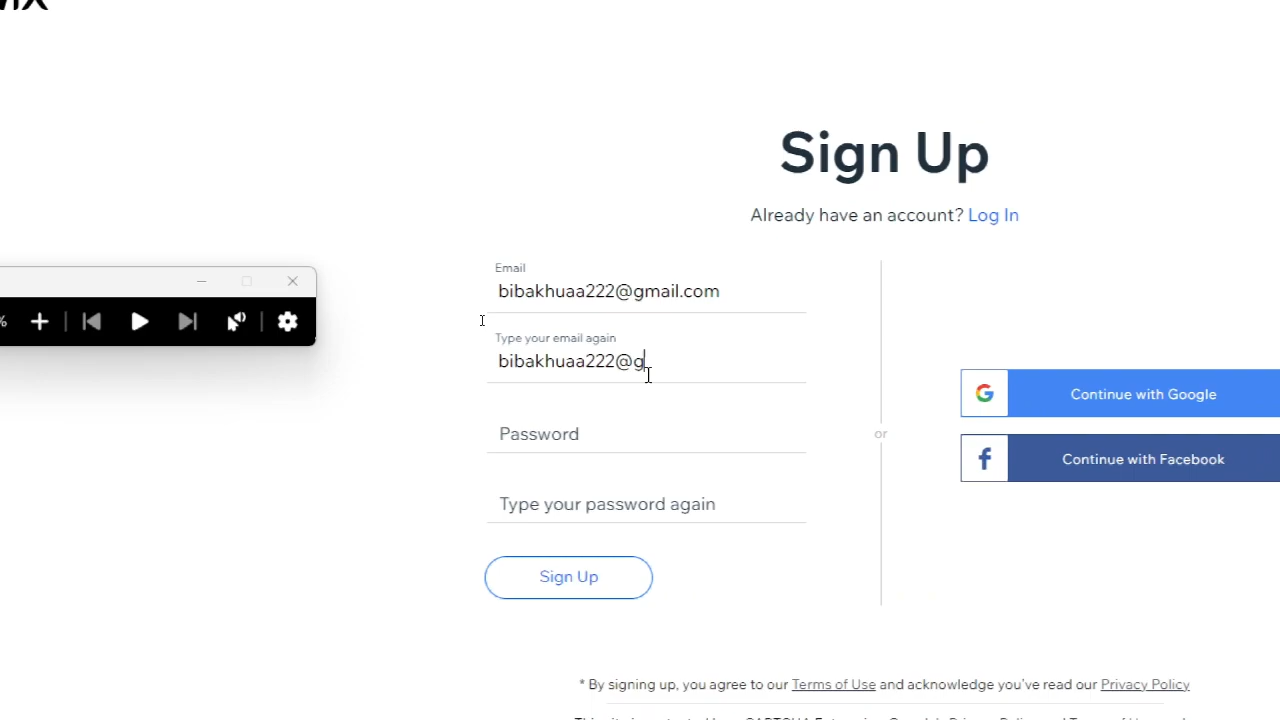 Sign Up
Already have an account? Log In
Email
bibakhuaa222@gmail.com
Type your email again
bibakhuaa222@g
Continue with Google
Password
or
Continue with Facebook
Type your password again
Sign Up
* By signing up, you agree to our Terms of Use and acknowledge you've read our Privacy Policy